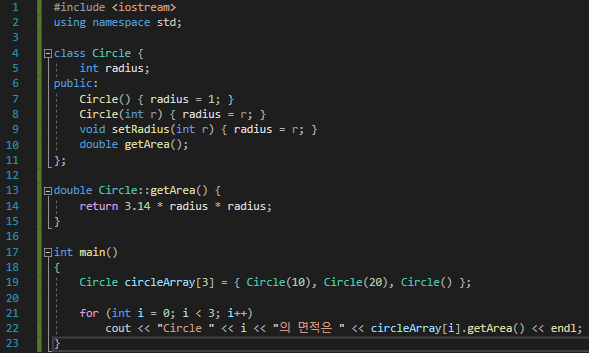 1 #include <iostream>
2 using namespace std;
3
4 class Circle {
5     int radius;
6 public:
7     Circle() { radius = 1; }
8     Circle(int r) { radius = r; }
9     void setRadius(int r) { radius = r; }
10     double getArea();
11 };
12
13 double Circle::getArea() {
14     return 3.14 * radius * radius;
15 }
16
17 int main()
18 {
19     Circle circleArray[3] = { Circle(10), Circle(20), Circle() };
20
21     for (int i = 0; i < 3; i++)
22         cout << "Circle " << i << "의 면적은 " << circleArray[i].getArea() << endl;
23 }